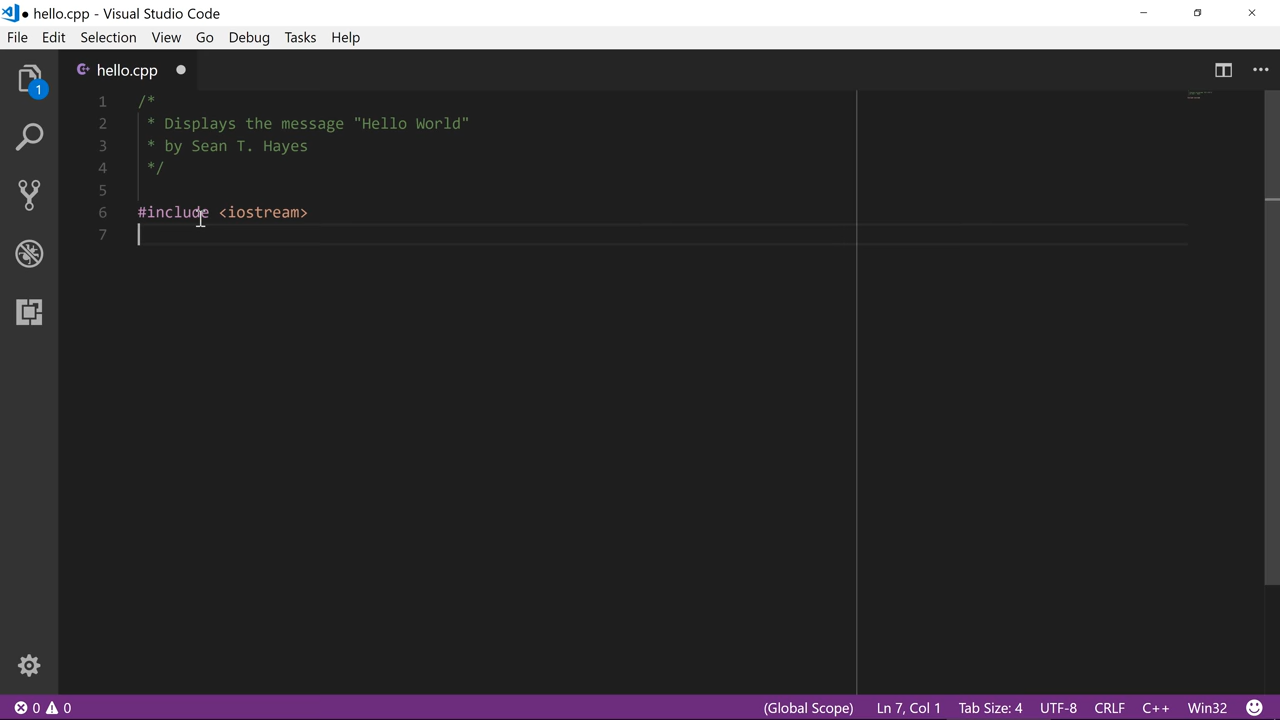 ● hello.cpp - Visual Studio Code
File Edit Selection View Go Debug Tasks Help
1
hello.cpp ●
1 /*
2  * Displays the message "Hello World"
3  * by Sean T. Hayes
4  */
5
6 #include <iostream>
7
0 0 (Global Scope) Ln 7, Col 1 Tab Size: 4 UTF-8 CRLF C++ Win32